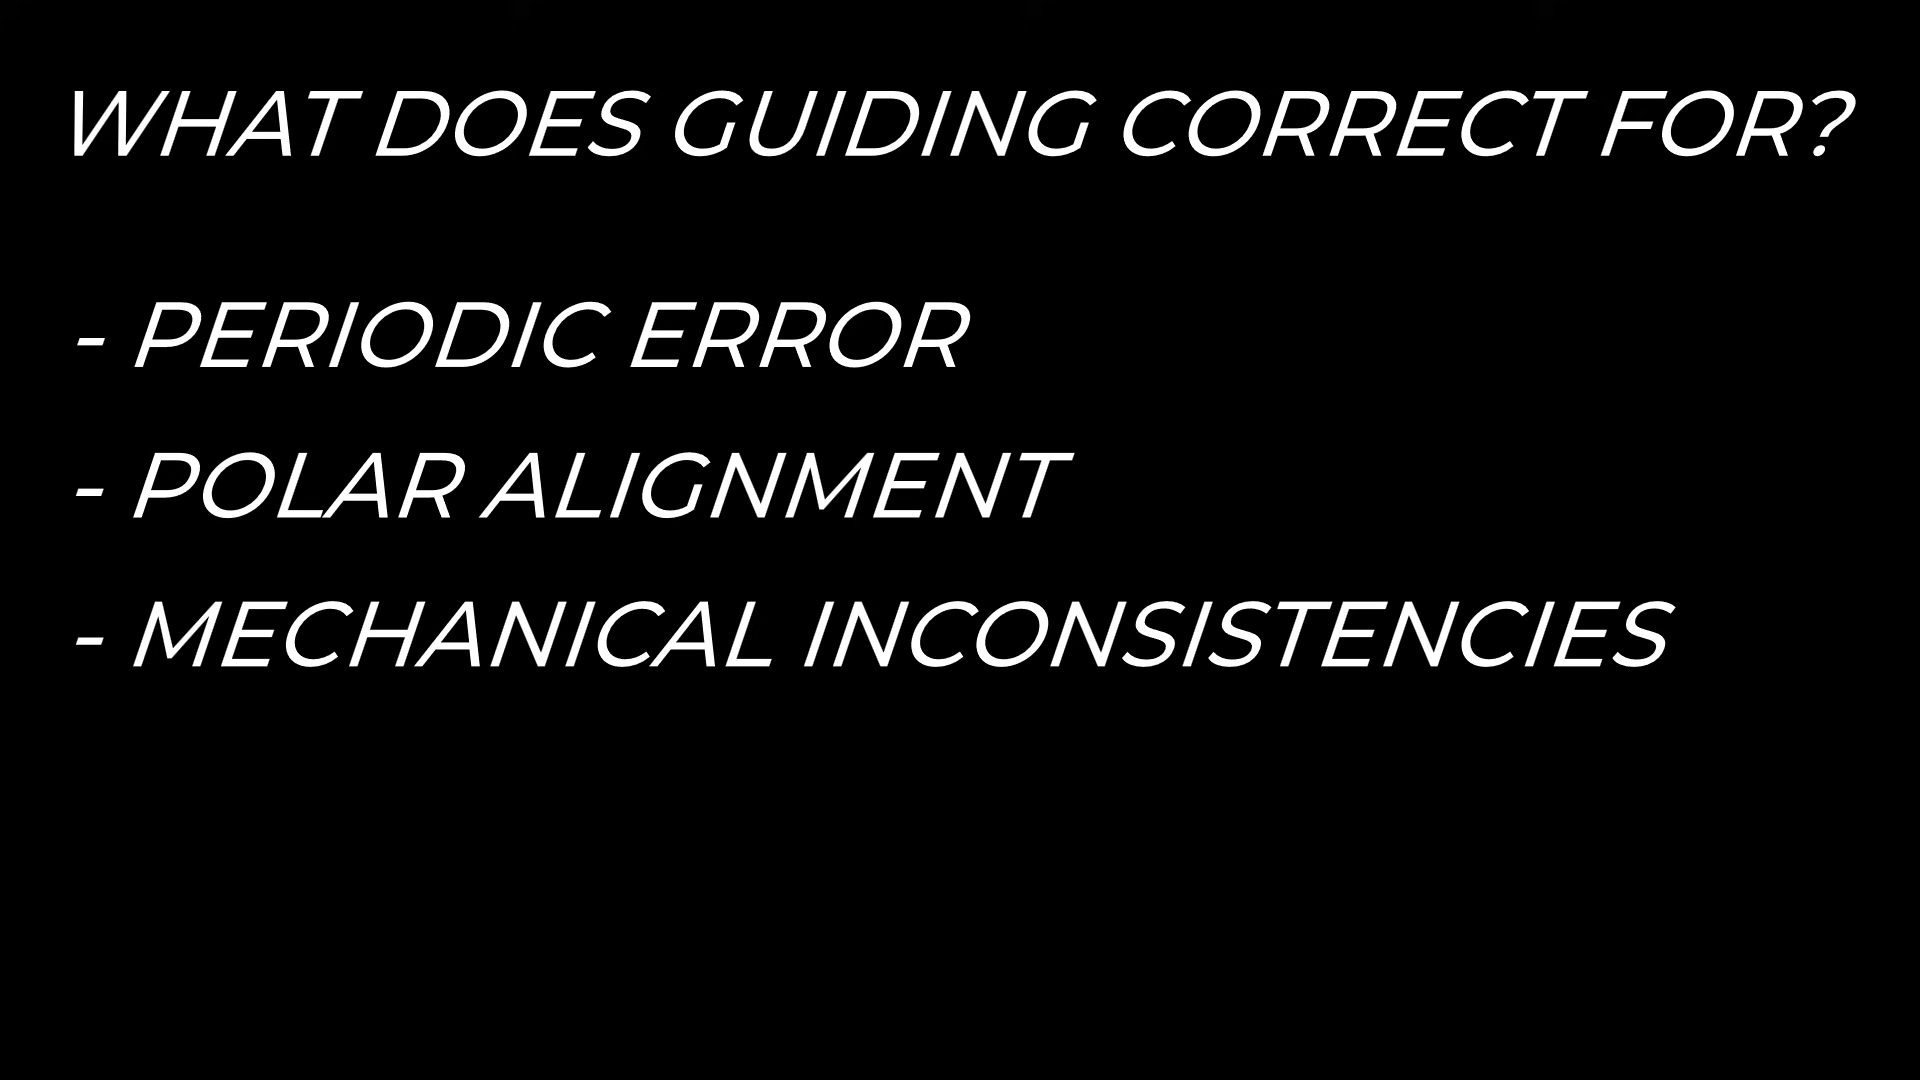 WHAT DOES GUIDING CORRECT FOR?
- PERIODIC ERROR
- POLAR ALIGNMENT
- MECHANICAL INCONSISTENCIES